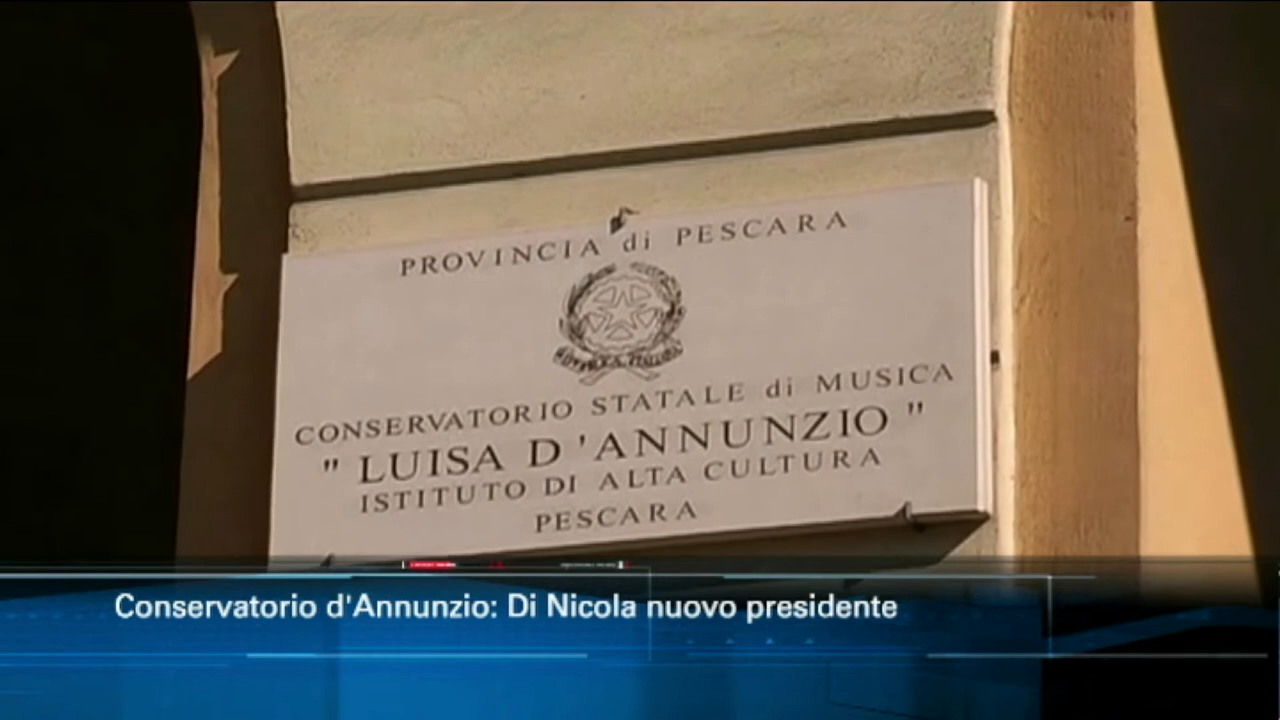 PROVINCIA di PESCARA
CONSERVATORIO STATALE di MUSICA
" LUISA D'ANNUNZIO "
ISTITUTO DI ALTA CULTURA
PESCARA
Conservatorio d'Annunzio: Di Nicola nuovo presidente